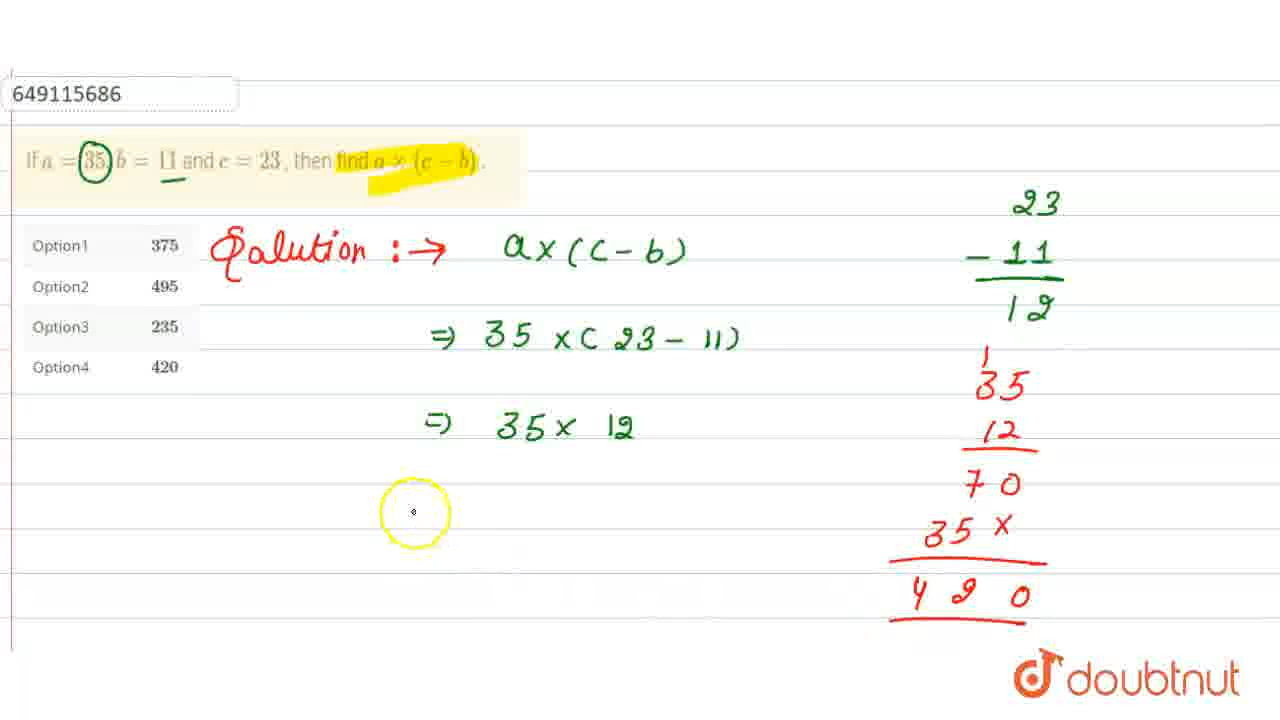 649115686
If a = 35, b = 11 and c = 23, then find a × (c − b).
Option1 375
Option2 495
Option3 235
Option4 420
Solution :→ a × (c − b)
⇒ 35 × (23 − 11)
⇒ 35 × 12
23
− 11
12
1
35
12
70
35 ×
420
doubtnut